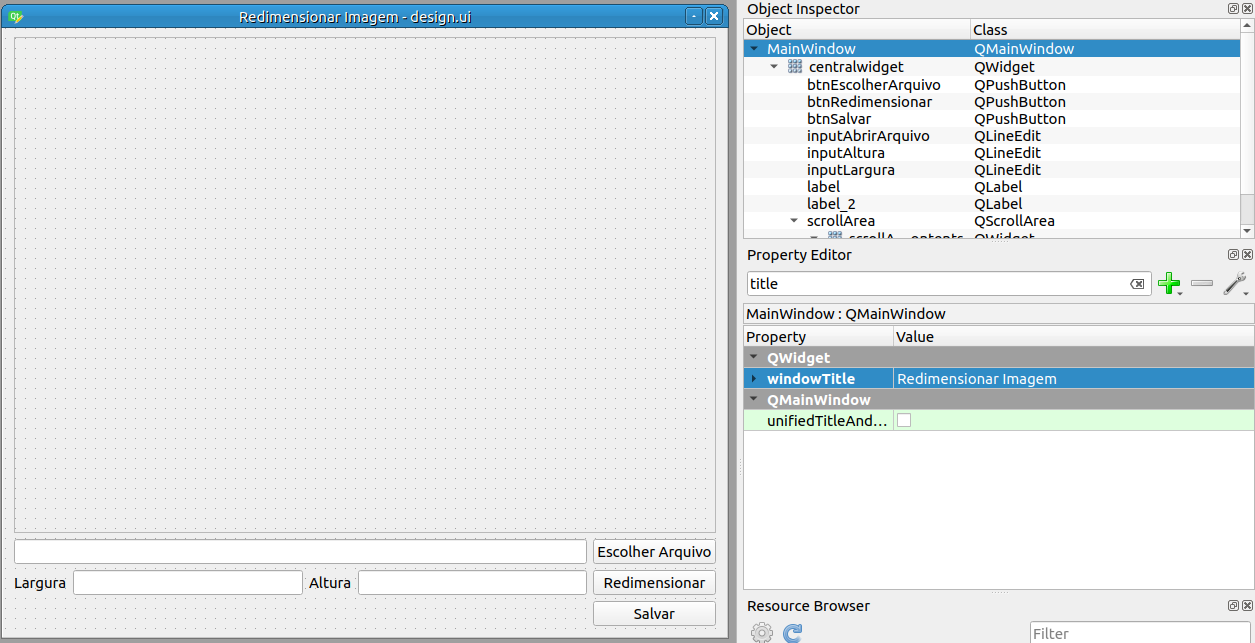 Redimensionar Imagem - design.ui
Escolher Arquivo
Largura Altura Redimensionar
Salvar
Object Inspector
Object Class
MainWindow QMainWindow
centralwidget QWidget
btnEscolherArquivo QPushButton
btnRedimensionar QPushButton
btnSalvar QPushButton
inputAbrirArquivo QLineEdit
inputAltura QLineEdit
inputLargura QLineEdit
label QLabel
label_2 QLabel
scrollArea QScrollArea
scrollA...ontents QWidget
Property Editor
title
MainWindow : QMainWindow
Property Value
QWidget
windowTitle Redimensionar Imagem
QMainWindow
unifiedTitleAnd...
Resource Browser
Filter